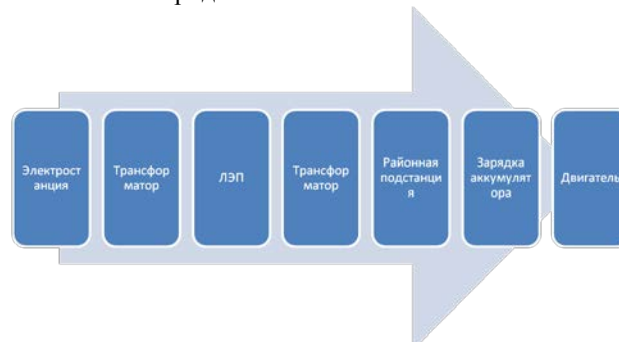 Электрост
анция
Трансфор
матор
ЛЭП
Трансфор
матор
Районная
подстанци
я
Зарядка
аккумулят
ора
Двигатель